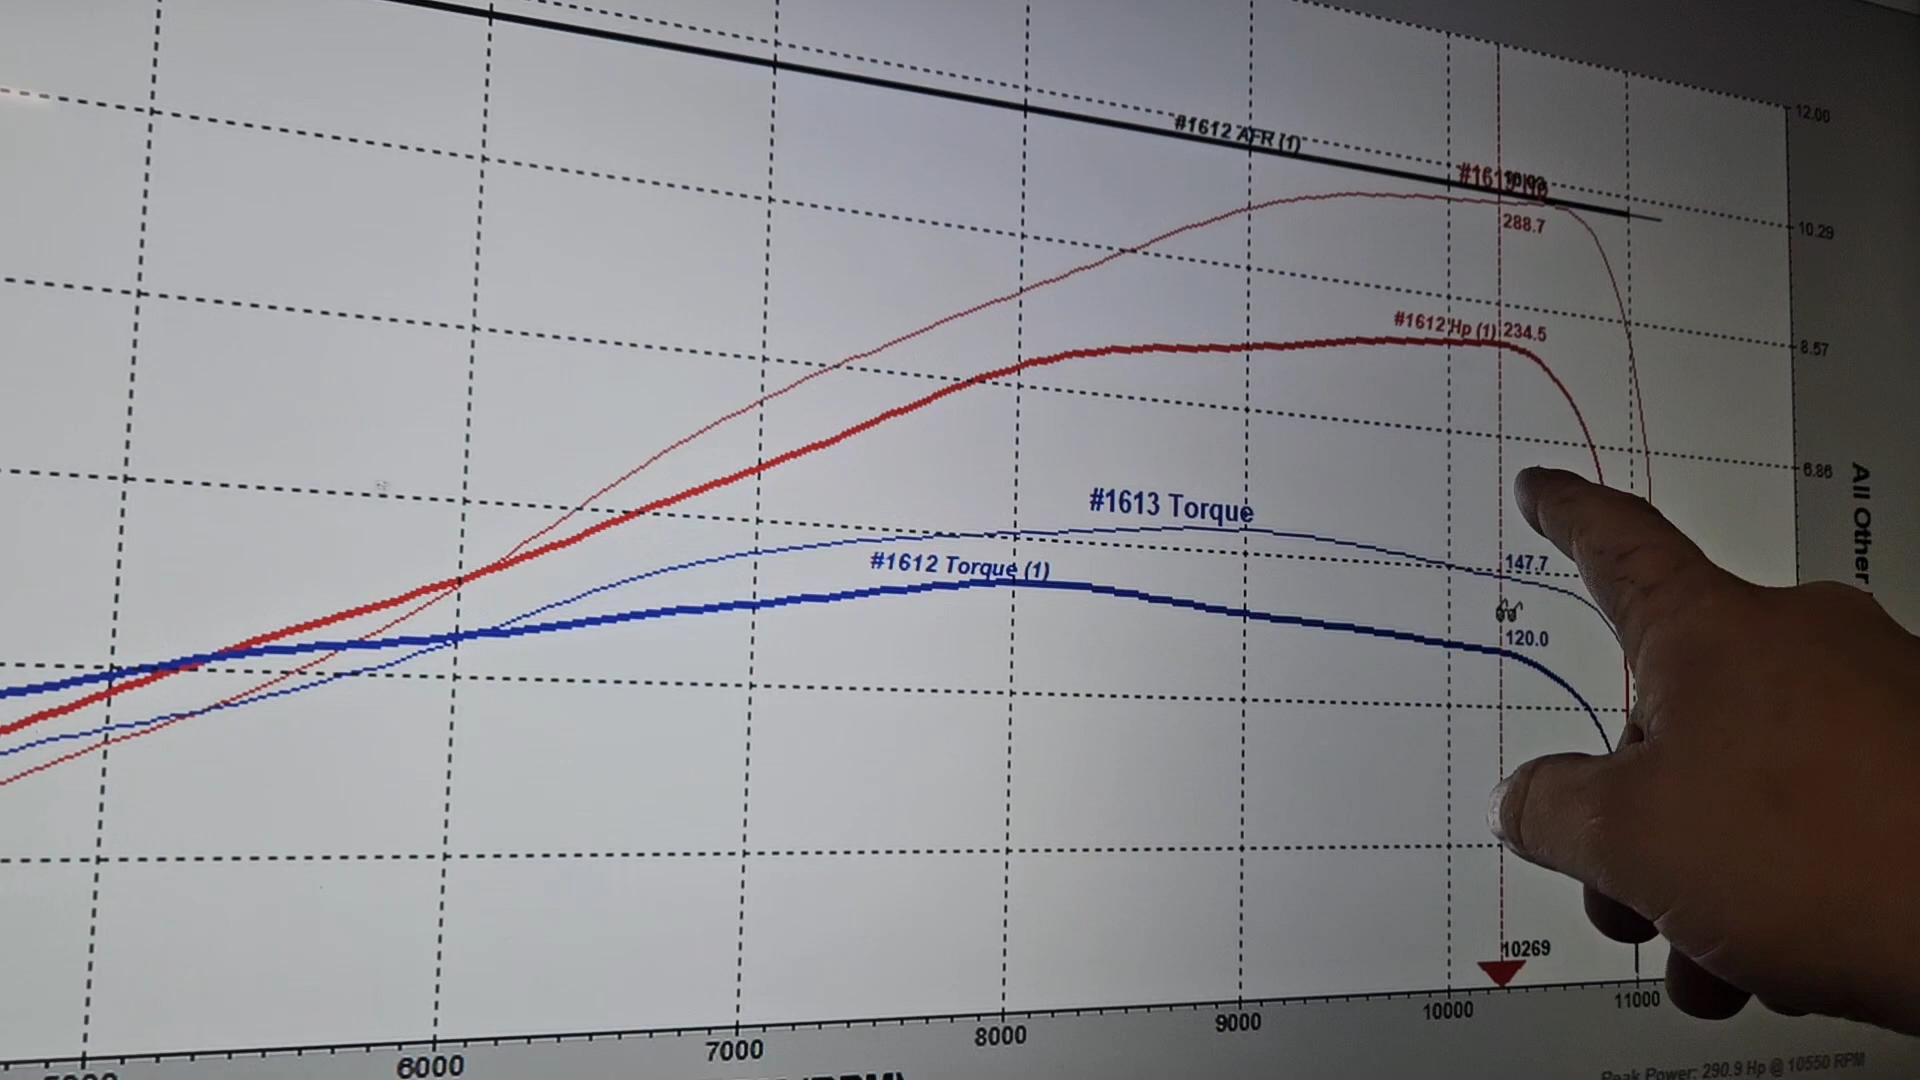 12.00
#1612 AFR (1)
10.29
288.7
#1612 Hp (1) 234.5
8.57
6.86
All Other
#1613 Torque
147.7
#1612 Torque (1)
120.0
10269
6000
7000
8000
9000
10000
11000
Peak Power: 290.9 Hp @ 10550 RPM